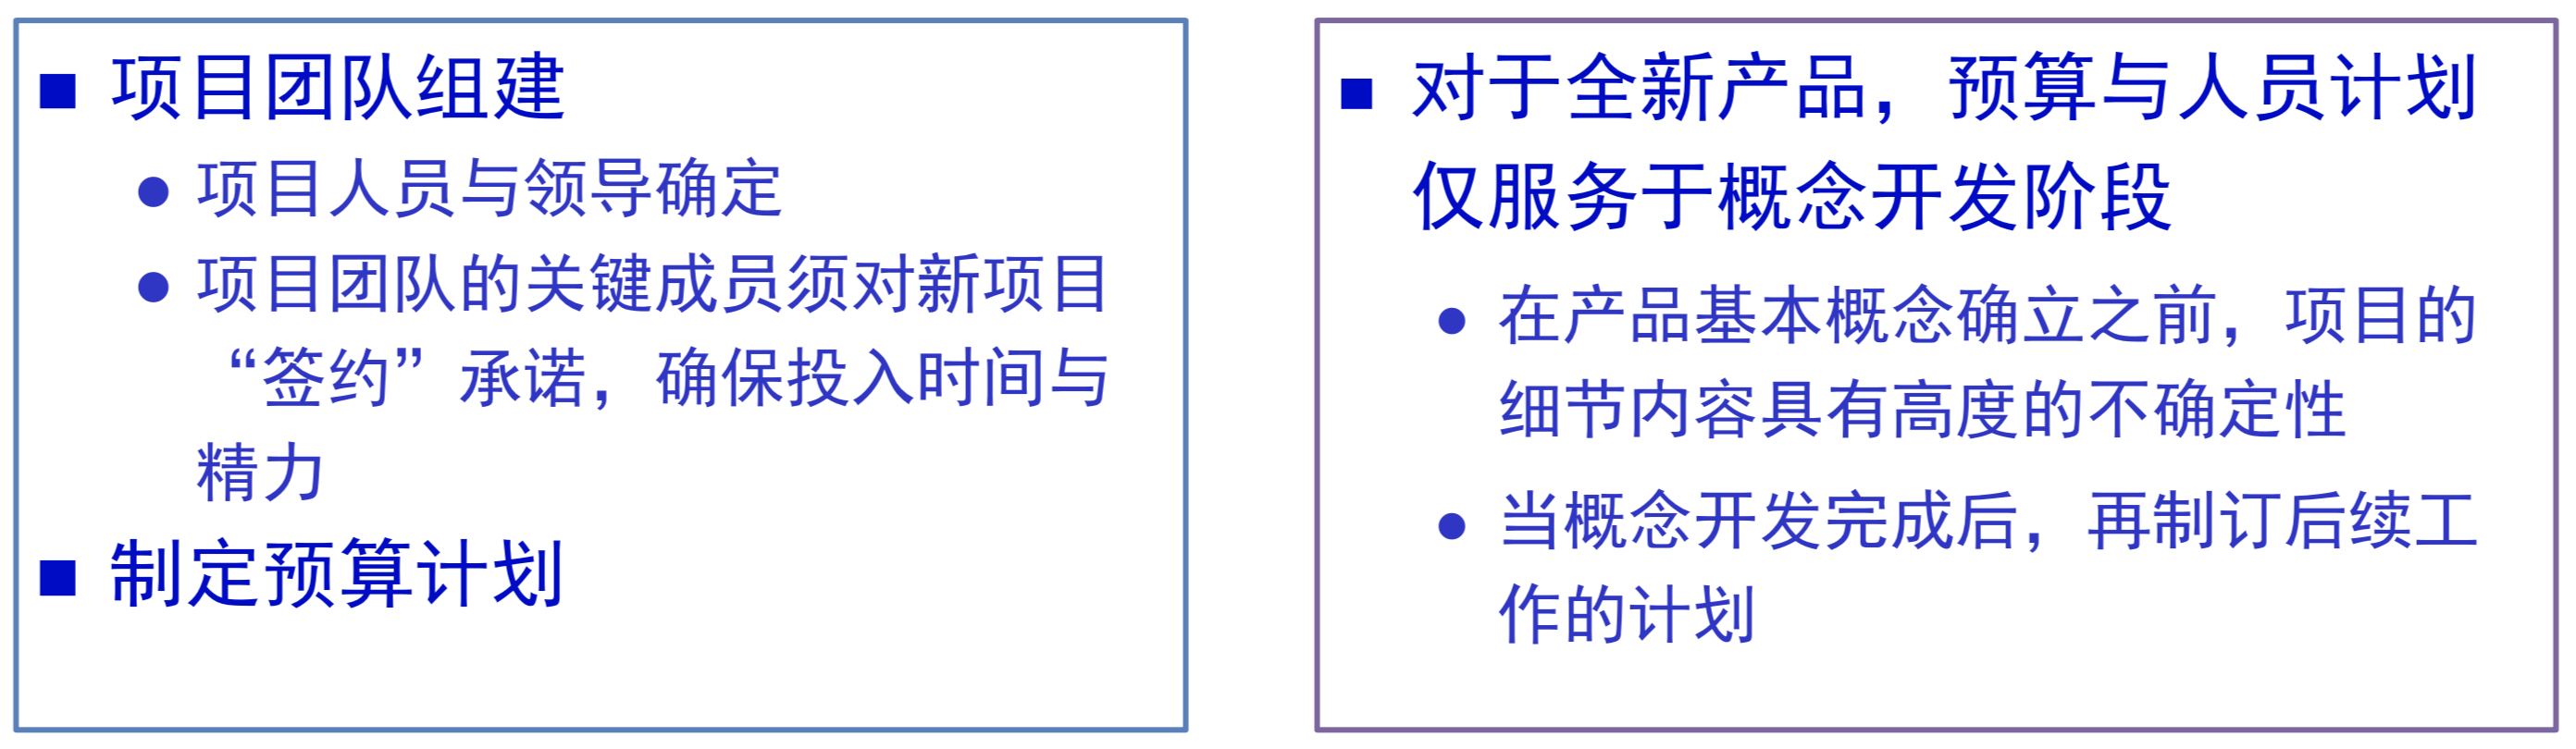 ■ 项目团队组建
● 项目人员与领导确定
● 项目团队的关键成员须对新项目
“签约”承诺，确保投入时间与
精力
■ 制定预算计划
■ 对于全新产品，预算与人员计划
仅服务于概念开发阶段
● 在产品基本概念确立之前，项目的
细节内容具有高度的不确定性
● 当概念开发完成后，再制订后续工
作的计划